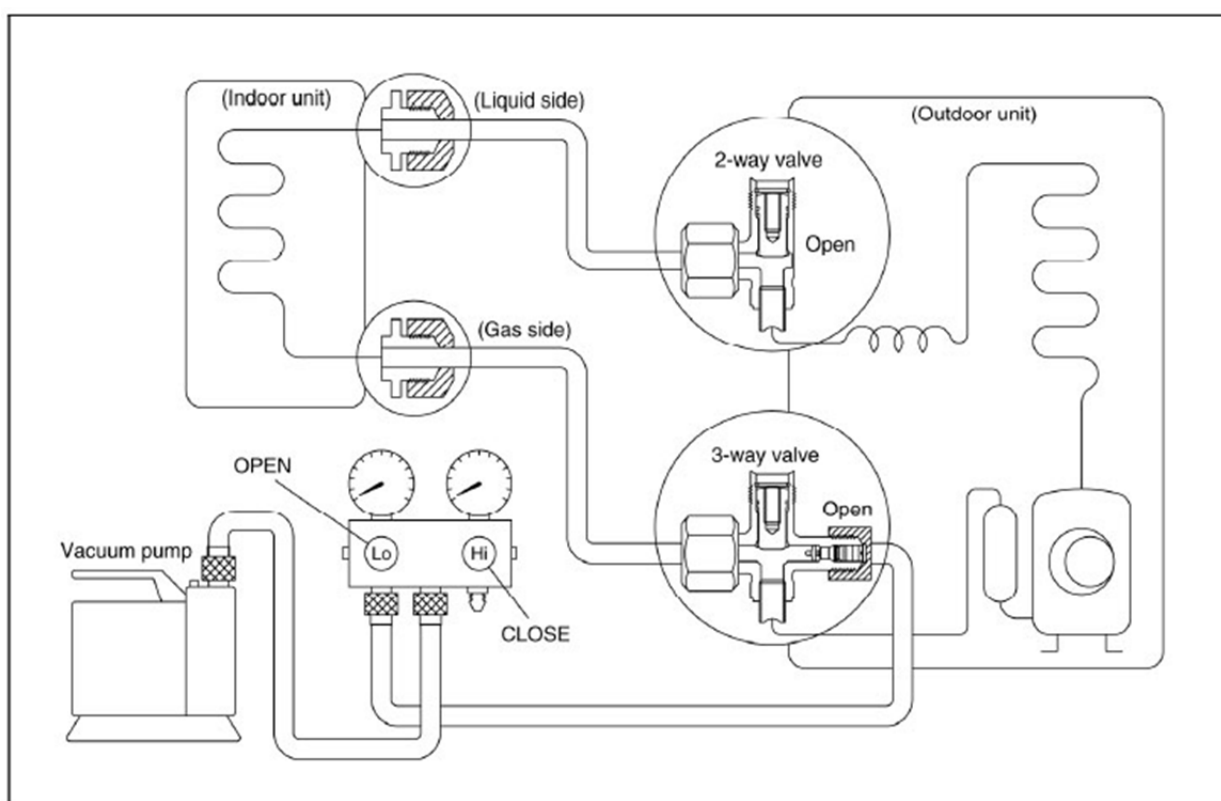 (Indoor unit)
(Liquid side)
(Outdoor unit)
2-way valve
Open
(Gas side)
3-way valve
Open
OPEN
Lo
Hi
Vacuum pump
CLOSE